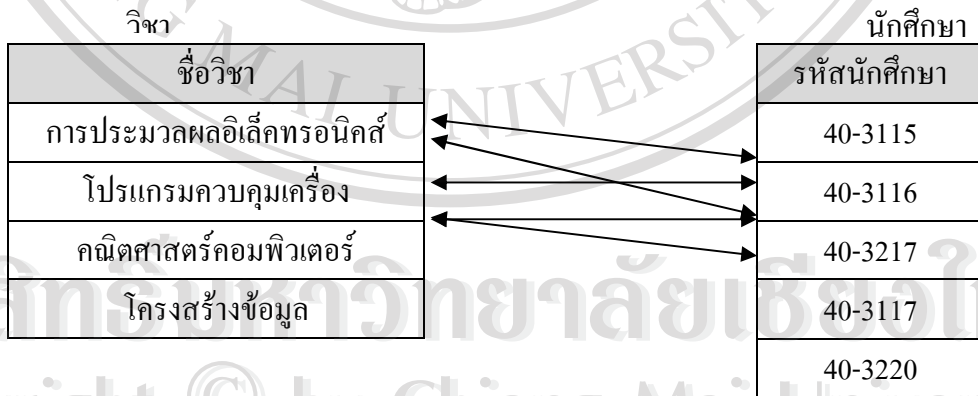 วิชา
ชื่อวิชา
การประมวลผลอิเล็คทรอนิคส์
โปรแกรมควบคุมเครื่อง
คณิตศาสตร์คอมพิวเตอร์
โครงสร้างข้อมูล
นักศึกษา
รหัสนักศึกษา
40-3115
40-3116
40-3217
40-3117
40-3220
MAI UNIVERS